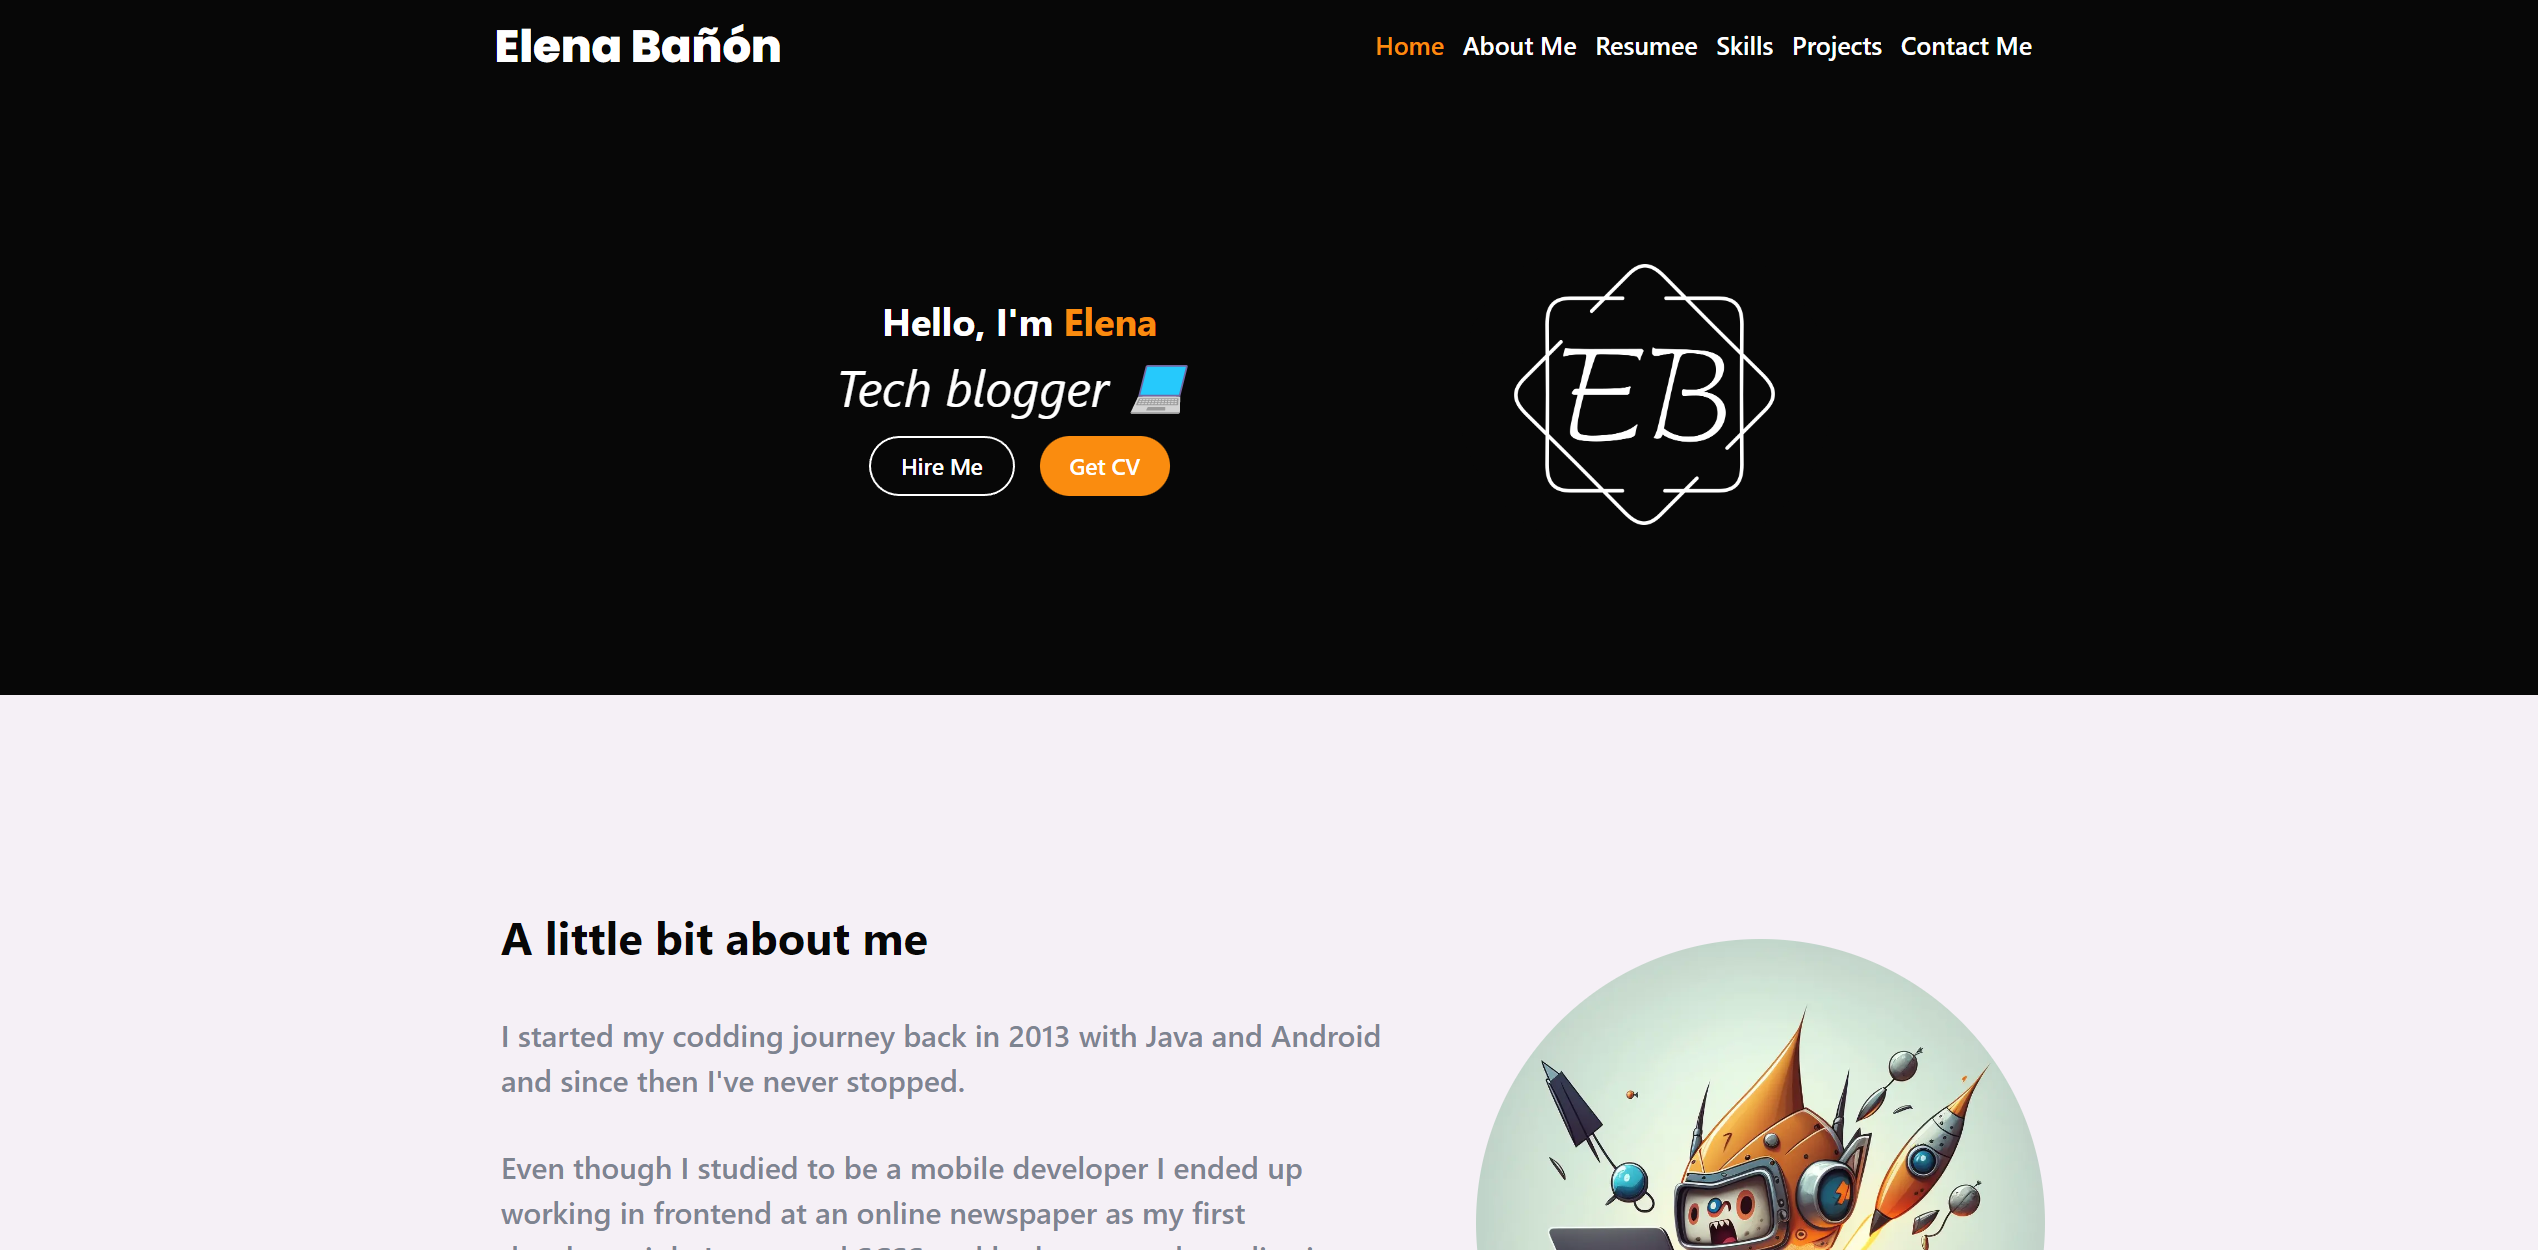 Elena Bañón
Home About Me Resumee Skills Projects Contact Me
Hello, I'm Elena
Tech blogger 💻
Hire Me Get CV
EB
A little bit about me
I started my codding journey back in 2013 with Java and Android
and since then I've never stopped.
Even though I studied to be a mobile developer I ended up
working in frontend at an online newspaper as my first